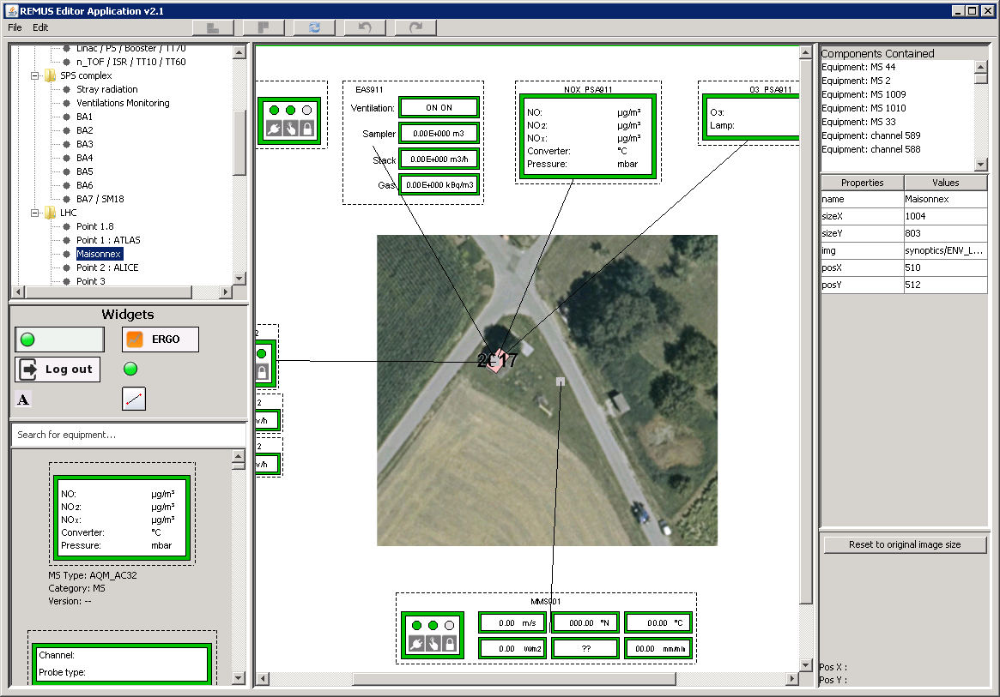 REMUS Editor Application v2.1
File Edit
Linac / PS / Booster / TT70
n_TOF / ISR / TT10 / TT60
SPS complex
Stray radiation
Ventilations Monitoring
BA1
BA2
BA3
BA4
BA5
BA6
BA7 / SM18
LHC
Point 1.8
Point 1 : ATLAS
Maisonnex
Point 2 : ALICE
Point 3
Widgets
ERGO
Log out
A
Search for equipment...
NO: µg/m³
NO2: µg/m³
NOx: µg/m³
Converter: °C
Pressure: mbar
MS Type: AQM_AC32
Category: MS
Version: --
Channel:
Probe type:
EAS911
Ventilation: ON ON
Sampler 0.00E+000 m3
Stack 0.00E+000 m3/h
Gas 0.00E+000 kBq/m3
NOX PSA911
NO: µg/m³
NO2: µg/m³
NOx: µg/m³
Converter: °C
Pressure: mbar
O3 PSA911
O3:
Lamp:
2
2
v/h
2
v/h
MMS901
0.00 m/s
000.00 °N
00.00 °C
0.00 W/m2
??
00.00 mm/min
Components Contained
Equipment: MS 44
Equipment: MS 2
Equipment: MS 1009
Equipment: MS 1010
Equipment: MS 33
Equipment: channel 589
Equipment: channel 588
Properties Values
name Maisonnex
sizeX 1004
sizeY 803
img synoptics/ENV_L...
posX 510
posY 512
Reset to original image size
Pos X :
Pos Y :